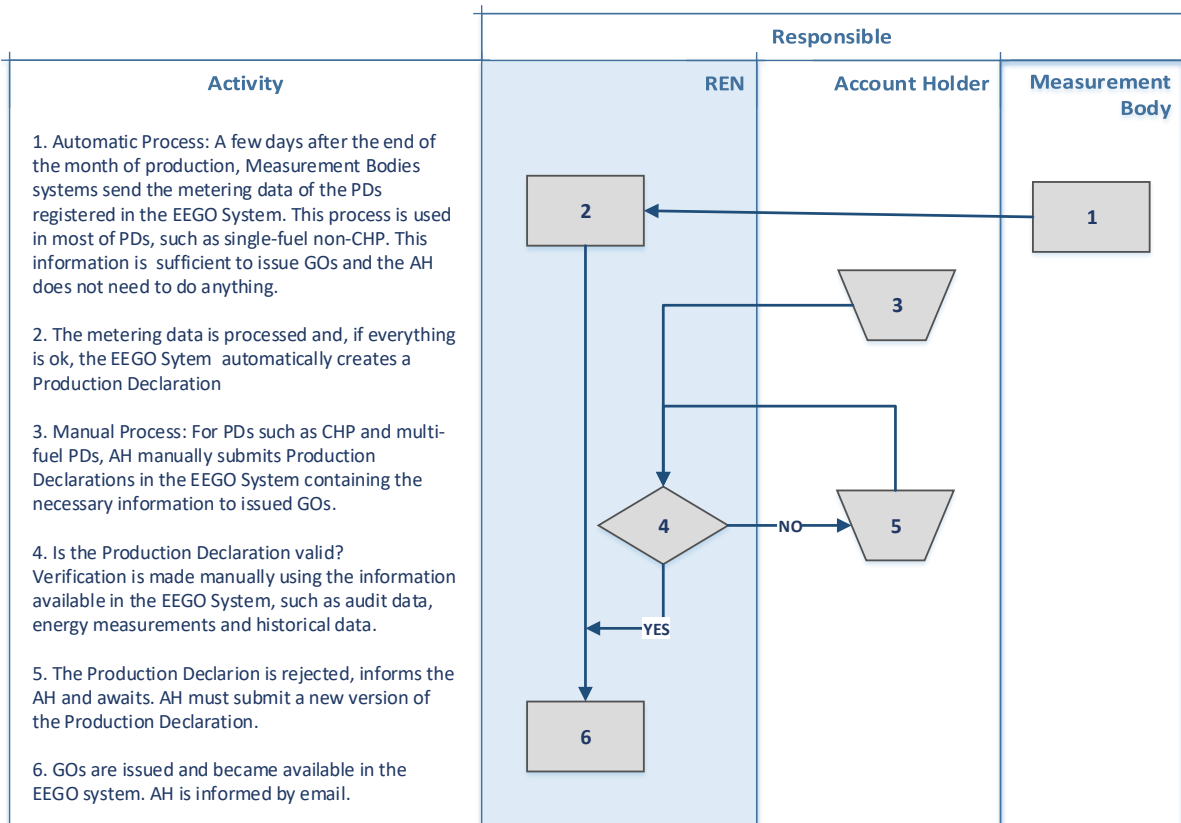 Responsible
Activity
REN
Account Holder
Measurement
Body
1. Automatic Process: A few days after the end of
the month of production, Measurement Bodies
systems send the metering data of the PDs
registered in the EEGO System. This process is used
in most of PDs, such as single-fuel non-CHP. This
information is  sufficient to issue GOs and the AH
does not need to do anything.
2. The metering data is processed and, if everything
is ok, the EEGO Sytem  automatically creates a
Production Declaration
3. Manual Process: For PDs such as CHP and multi-
fuel PDs, AH manually submits Production
Declarations in the EEGO System containing the
necessary information to issued GOs.
4. Is the Production Declaration valid?
Verification is made manually using the information
available in the EEGO System, such as audit data,
energy measurements and historical data.
5. The Production Declarion is rejected, informs the
AH and awaits. AH must submit a new version of
the Production Declaration.
6. GOs are issued and became available in the
EEGO system. AH is informed by email.
2
1
3
4
NO
5
YES
6